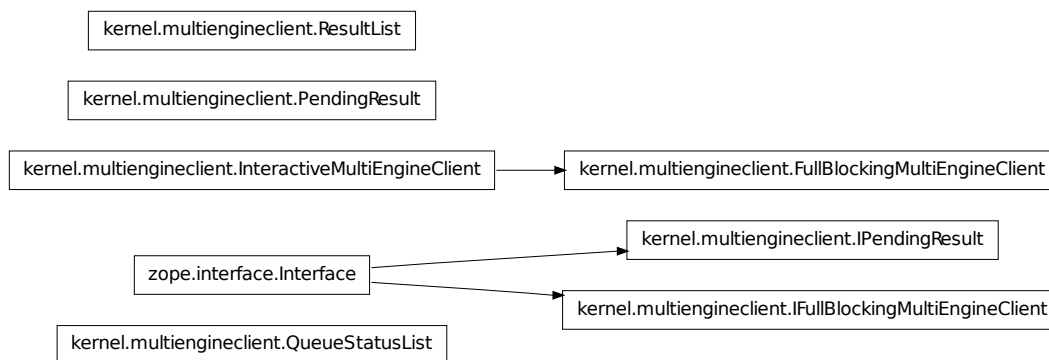 kernel.multiengineclient.ResultList
kernel.multiengineclient.PendingResult
kernel.multiengineclient.InteractiveMultiEngineClient
kernel.multiengineclient.FullBlockingMultiEngineClient
kernel.multiengineclient.IPendingResult
zope.interface.Interface
kernel.multiengineclient.IFullBlockingMultiEngineClient
kernel.multiengineclient.QueueStatusList